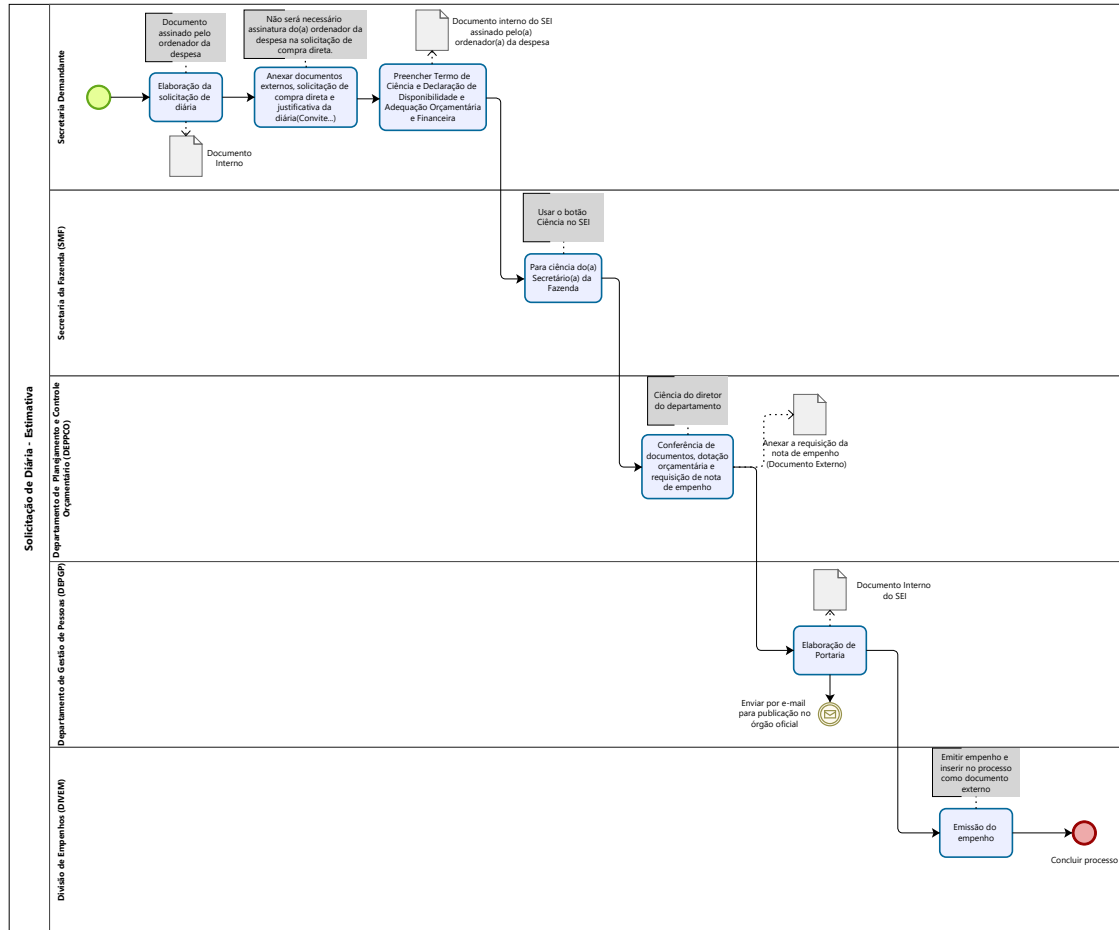 Solicitação de Diária - Estimativa
Secretaria Demandante
Documento
assinado pelo
ordenador da
despesa
Elaboração da
solicitação de
diária
Documento
Interno
Não será necessário
assinatura do(a) ordenador da
despesa na solicitação de
compra direta.
Anexar documentos
externos, solicitação de
compra direta e
justificativa da
diária(Convite...)
Documento interno do SEI
assinado pelo(a)
ordenador(a) da despesa
Preencher Termo de
Ciência e Declaração de
Disponibilidade e
Adequação Orçamentária
e Financeira
Secretaria da Fazenda (SMF)
Usar o botão
Ciência no SEI
Para ciência do(a)
Secretário(a) da
Fazenda
Departamento de Planejamento e Controle
Orçamentário (DEPPCO)
Ciência do diretor
do departamento
Conferência de
documentos, dotação
orçamentária e
requisição de nota
de empenho
Anexar a requisição da
nota de empenho
(Documento Externo)
Departamento de Gestão de Pessoas (DEPGP)
Documento Interno
do SEI
Elaboração de
Portaria
Enviar por e-mail
para publicação no
órgão oficial
Divisão de Empenhos (DIVEM)
Emitir empenho e
inserir no processo
como documento
externo
Emissão do
empenho
Concluir processo